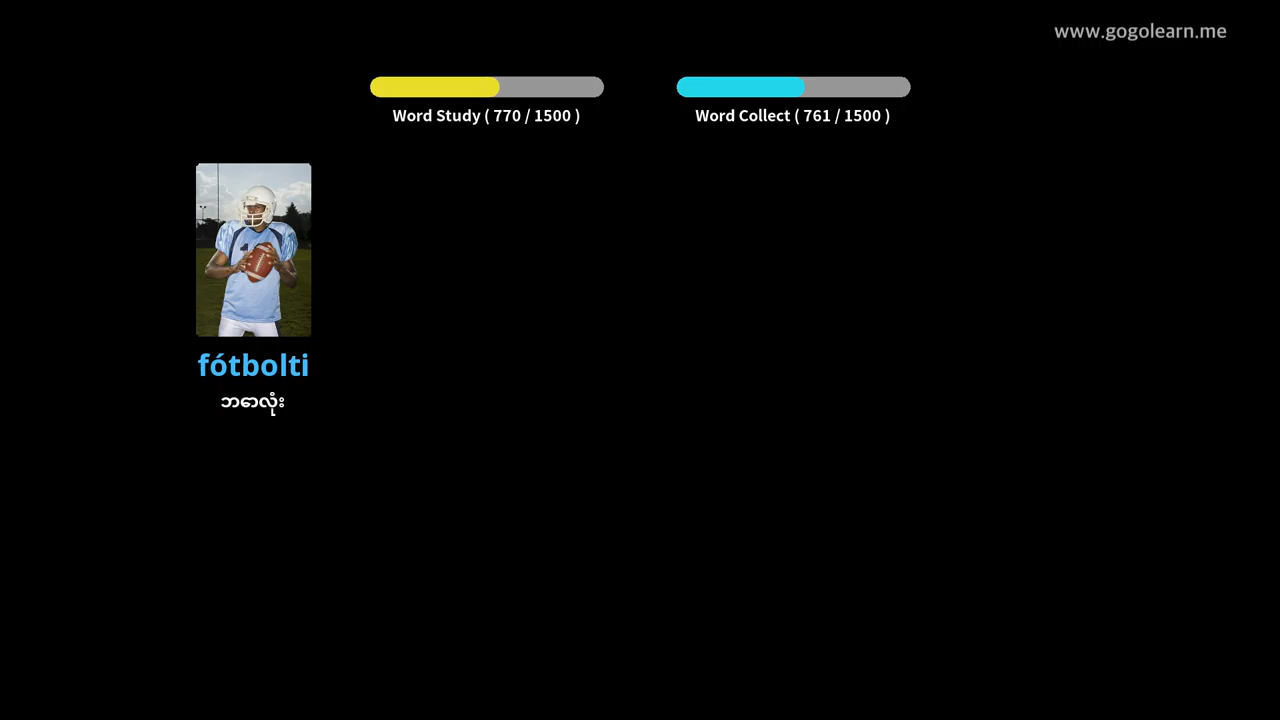 www.gogolearn.me
Word Study ( 770 / 1500 )
Word Collect ( 761 / 1500 )
fótbolti
ဘောလုံး